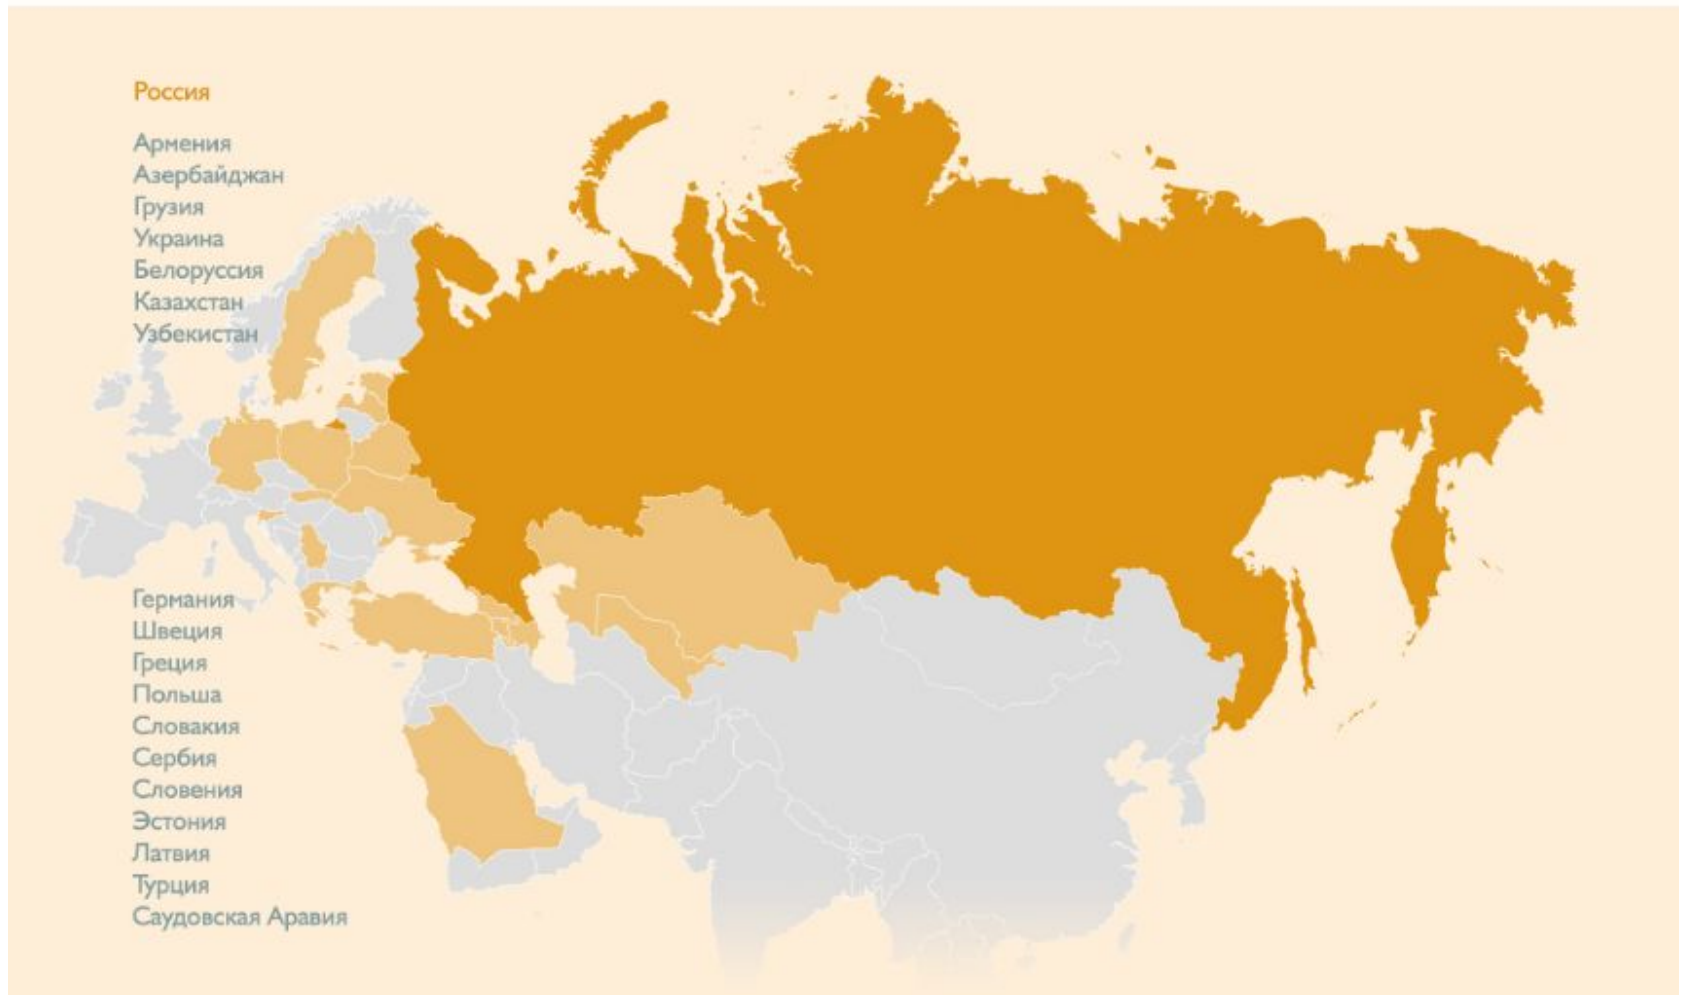 Россия
Армения
Азербайджан
Грузия
Украина
Белоруссия
Казахстан
Узбекистан
Германия
Швеция
Греция
Польша
Словакия
Сербия
Словения
Эстония
Латвия
Турция
Саудовская Аравия